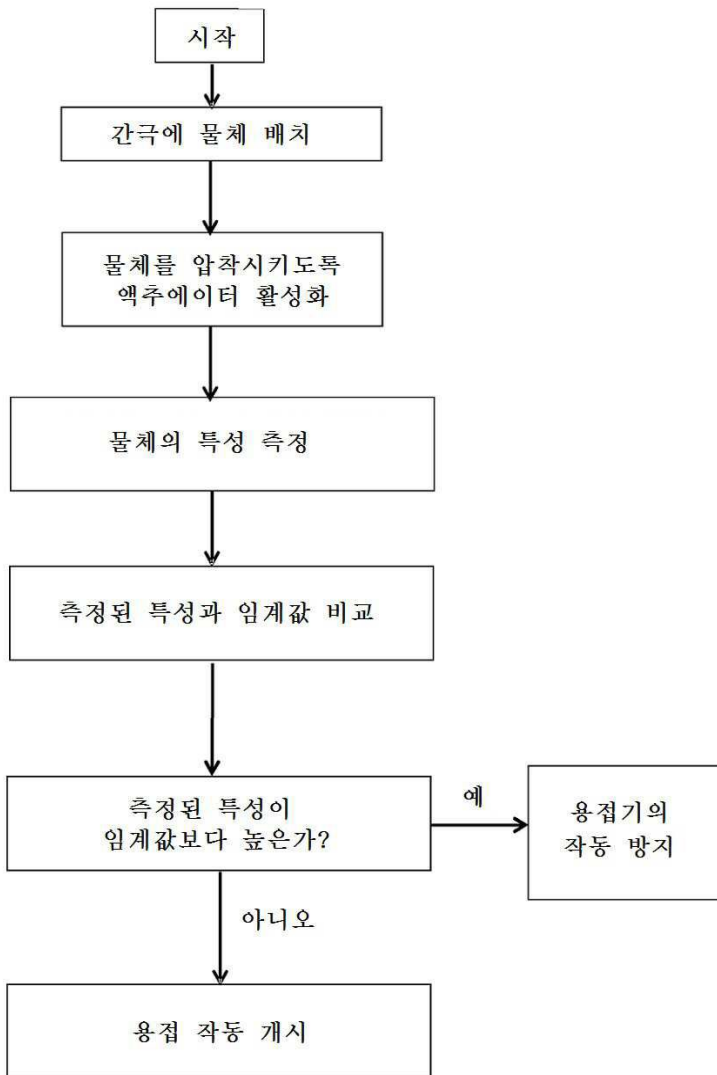 시작
간극에 물체 배치
물체를 압착시키도록
액추에이터 활성화
물체의 특성 측정
측정된 특성과 임계값 비교
측정된 특성이
임계값보다 높은가?
예
용접기의
작동 방지
아니오
용접 작동 개시